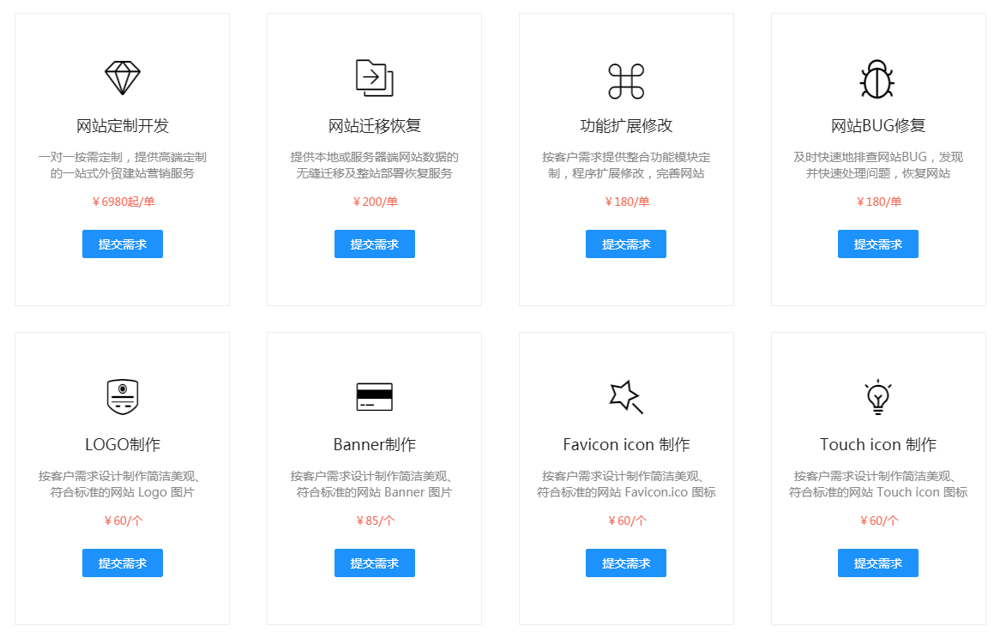 网站定制开发
一对一按需定制，提供高端定制
的一站式外贸建站营销服务
￥6980起/单
提交需求
网站迁移恢复
提供本地或服务器端网站数据的
无缝迁移及整站部署恢复服务
￥200/单
提交需求
功能扩展修改
按客户需求提供整合功能模块定
制，程序扩展修改，完善网站
￥180/单
提交需求
网站BUG修复
及时快速地排查网站BUG，发现
并快速处理问题，恢复网站
￥180/单
提交需求
LOGO制作
按客户需求设计制作简洁美观、
符合标准的网站 Logo 图片
￥60/个
提交需求
Banner制作
按客户需求设计制作简洁美观、
符合标准的网站 Banner 图片
￥85/个
提交需求
Favicon icon 制作
按客户需求设计制作简洁美观、
符合标准的网站 Favicon.ico 图标
￥60/个
提交需求
Touch icon 制作
按客户需求设计制作简洁美观、
符合标准的网站 Touch icon 图标
￥60/个
提交需求